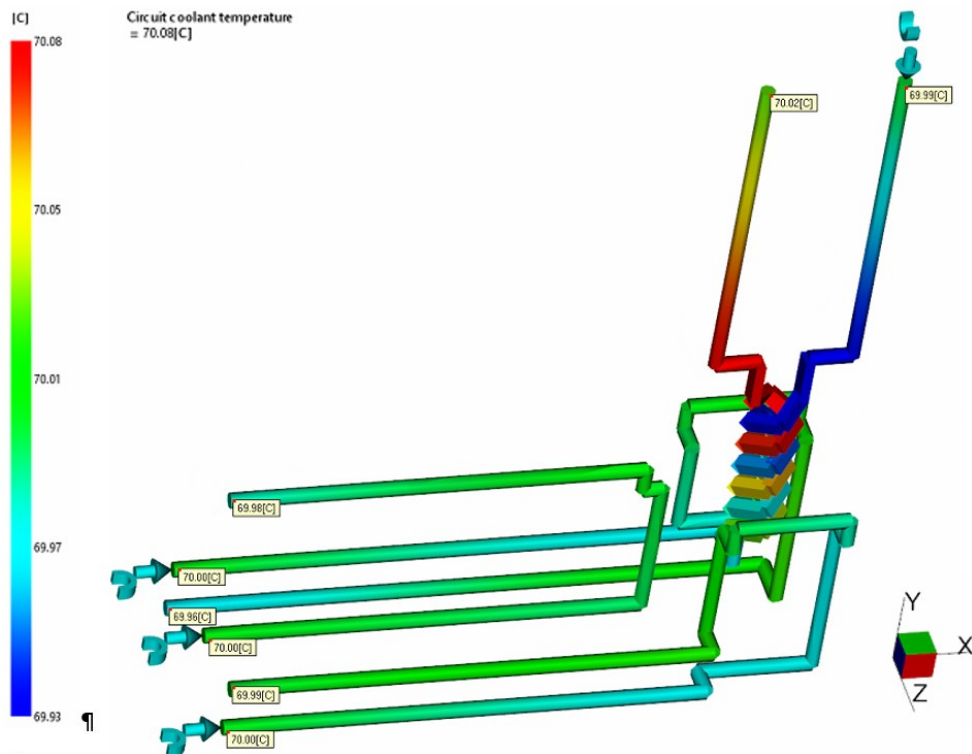 [C]
Circuit coolant temperature
= 70.08[C]
70.08
70.02[C]
69.99[C]
70.05
70.01
69.98[C]
69.97
70.00[C]
69.96[C]
70.00[C]
69.99[C]
69.93
¶
70.00[C]
Y
X
Z